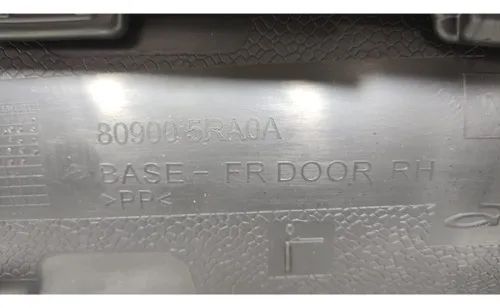 80900 5RA0A
BASE - FR DOOR RH
>PP<